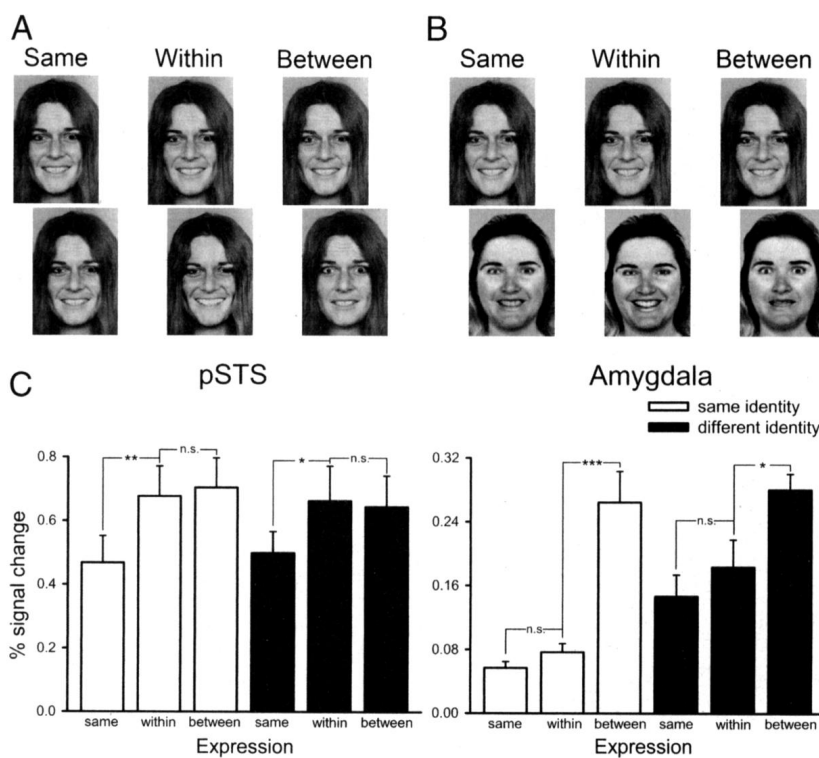 A
Same Within Between
B
Same Within Between
C
pSTS
% signal change
0.8
0.6
0.4
0.2
0.0
**
n.s.
*
n.s.
same within between same within between
Expression
Amygdala
same identity
different identity
0.32
0.24
0.16
0.08
0.00
n.s.
***
n.s.
*
same within between same within between
Expression